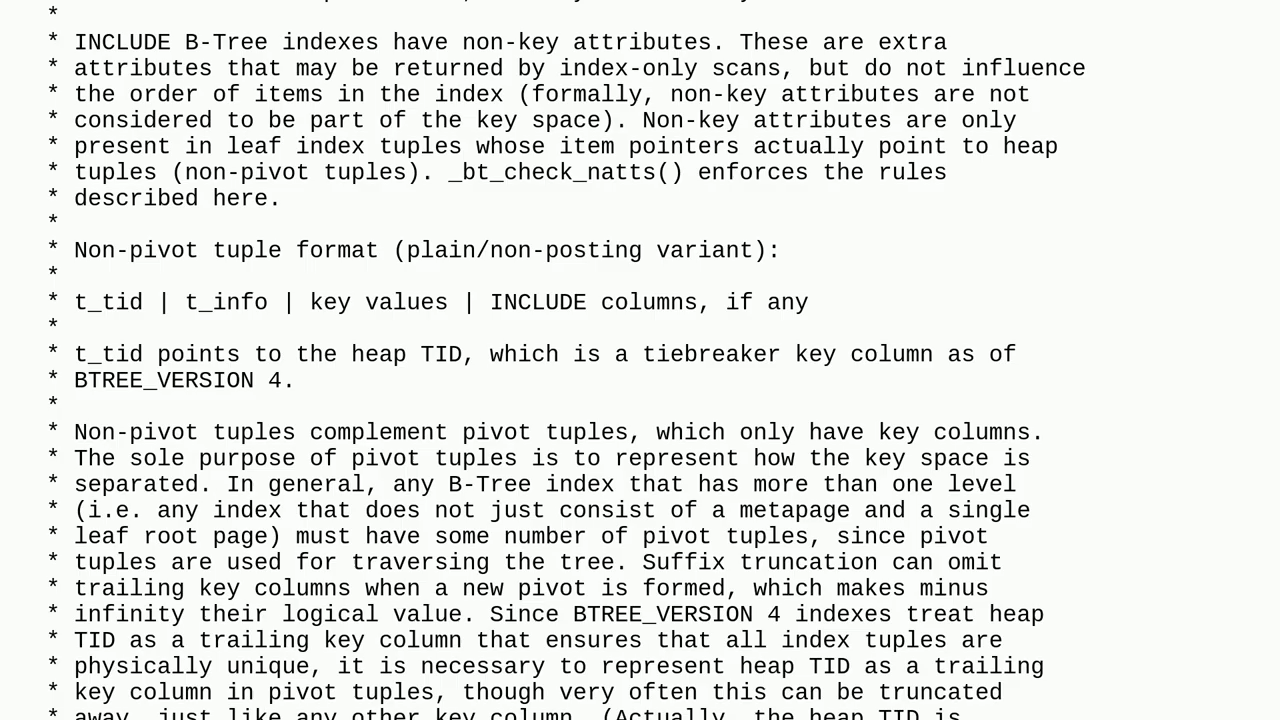 *
* INCLUDE B-Tree indexes have non-key attributes. These are extra
* attributes that may be returned by index-only scans, but do not influence
* the order of items in the index (formally, non-key attributes are not
* considered to be part of the key space). Non-key attributes are only
* present in leaf index tuples whose item pointers actually point to heap
* tuples (non-pivot tuples). _bt_check_natts() enforces the rules
* described here.
*
* Non-pivot tuple format (plain/non-posting variant):
*
* t_tid | t_info | key values | INCLUDE columns, if any
*
* t_tid points to the heap TID, which is a tiebreaker key column as of
* BTREE_VERSION 4.
*
* Non-pivot tuples complement pivot tuples, which only have key columns.
* The sole purpose of pivot tuples is to represent how the key space is
* separated. In general, any B-Tree index that has more than one level
* (i.e. any index that does not just consist of a metapage and a single
* leaf root page) must have some number of pivot tuples, since pivot
* tuples are used for traversing the tree. Suffix truncation can omit
* trailing key columns when a new pivot is formed, which makes minus
* infinity their logical value. Since BTREE_VERSION 4 indexes treat heap
* TID as a trailing key column that ensures that all index tuples are
* physically unique, it is necessary to represent heap TID as a trailing
* key column in pivot tuples, though very often this can be truncated
* away, just like any other key column. (Actually, the heap TID is